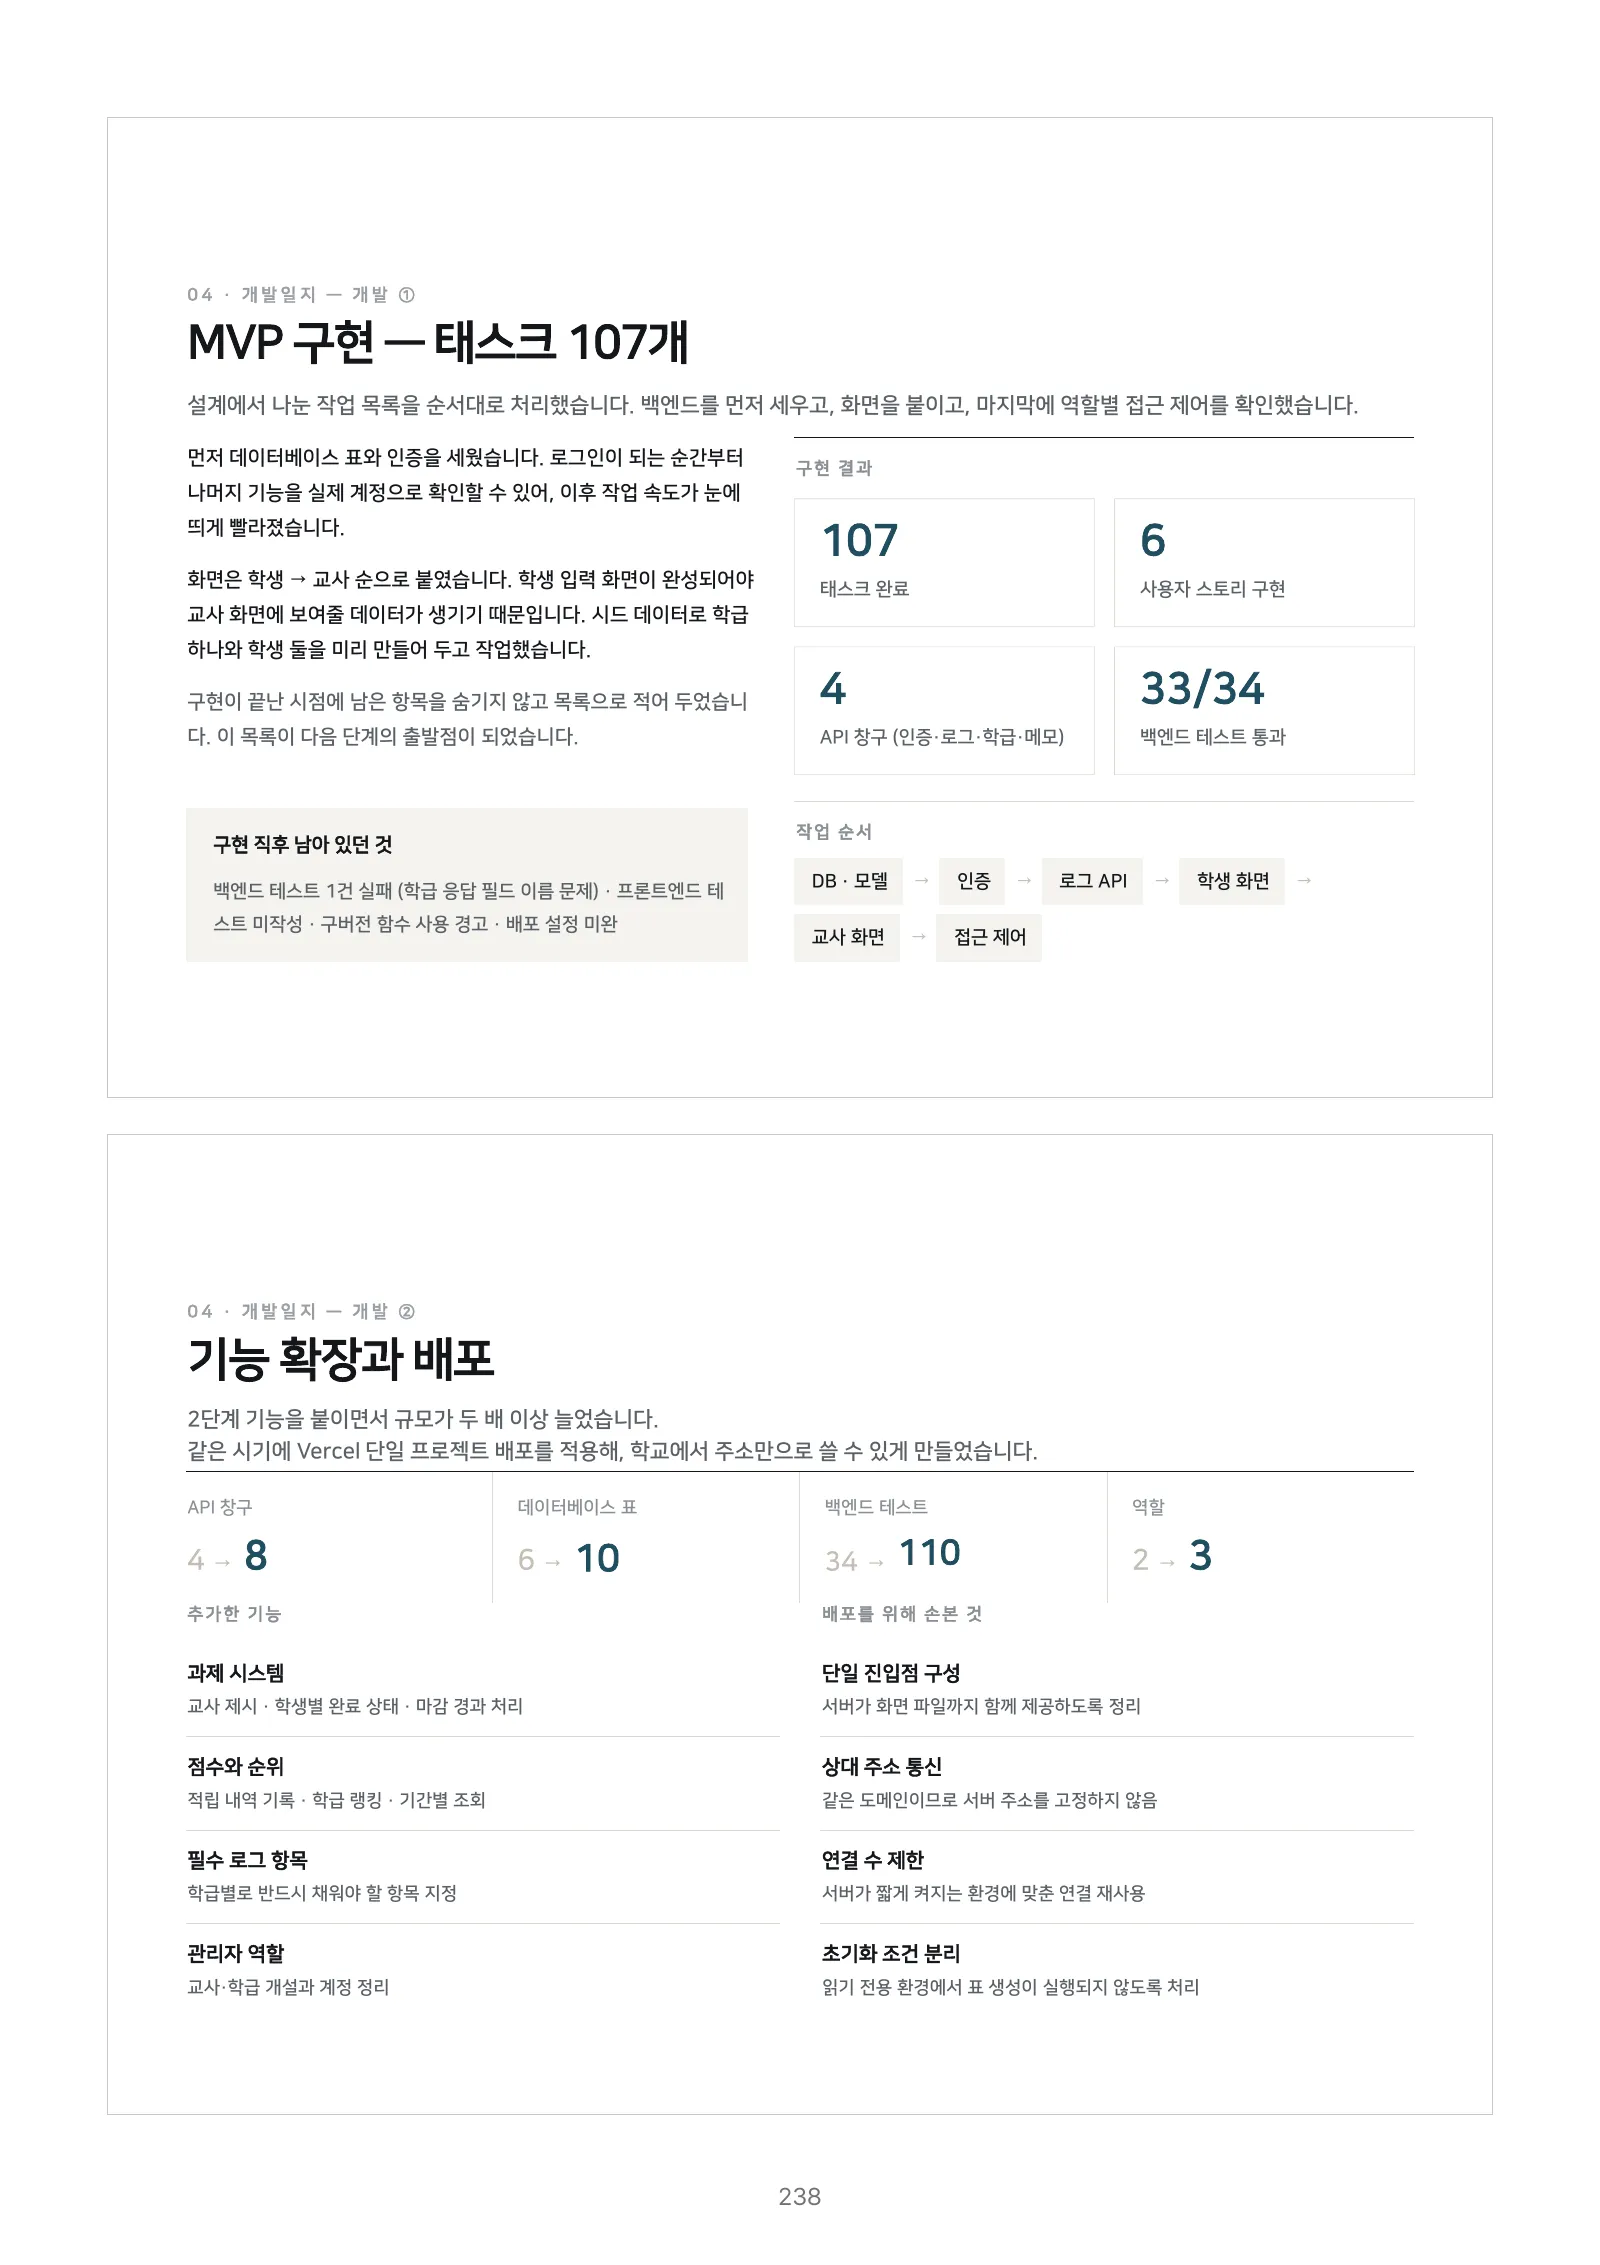 04 · 개발일지 — 개발 ①
MVP 구현 — 태스크 107개
설계에서 나눈 작업 목록을 순서대로 처리했습니다. 백엔드를 먼저 세우고, 화면을 붙이고, 마지막에 역할별 접근 제어를 확인했습니다.
먼저 데이터베이스 표와 인증을 세웠습니다. 로그인이 되는 순간부터
나머지 기능을 실제 계정으로 확인할 수 있어, 이후 작업 속도가 눈에
띄게 빨라졌습니다.
화면은 학생 → 교사 순으로 붙였습니다. 학생 입력 화면이 완성되어야
교사 화면에 보여줄 데이터가 생기기 때문입니다. 시드 데이터로 학급
하나와 학생 둘을 미리 만들어 두고 작업했습니다.
구현이 끝난 시점에 남은 항목을 숨기지 않고 목록으로 적어 두었습니
다. 이 목록이 다음 단계의 출발점이 되었습니다.
구현 직후 남아 있던 것
백엔드 테스트 1건 실패 (학급 응답 필드 이름 문제) · 프론트엔드 테
스트 미작성 · 구버전 함수 사용 경고 · 배포 설정 미완
구현 결과
107
태스크 완료
6
사용자 스토리 구현
4
API 창구 (인증·로그·학급·메모)
33/34
백엔드 테스트 통과
작업 순서
DB · 모델 → 인증 → 로그 API → 학생 화면 →
교사 화면 → 접근 제어
04 · 개발일지 — 개발 ②
기능 확장과 배포
2단계 기능을 붙이면서 규모가 두 배 이상 늘었습니다.
같은 시기에 Vercel 단일 프로젝트 배포를 적용해, 학교에서 주소만으로 쓸 수 있게 만들었습니다.
API 창구
4 → 8
데이터베이스 표
6 → 10
백엔드 테스트
34 → 110
역할
2 → 3
추가한 기능
과제 시스템
교사 제시 · 학생별 완료 상태 · 마감 경과 처리
점수와 순위
적립 내역 기록 · 학급 랭킹 · 기간별 조회
필수 로그 항목
학급별로 반드시 채워야 할 항목 지정
관리자 역할
교사·학급 개설과 계정 정리
배포를 위해 손본 것
단일 진입점 구성
서버가 화면 파일까지 함께 제공하도록 정리
상대 주소 통신
같은 도메인이므로 서버 주소를 고정하지 않음
연결 수 제한
서버가 짧게 켜지는 환경에 맞춘 연결 재사용
초기화 조건 분리
읽기 전용 환경에서 표 생성이 실행되지 않도록 처리
238